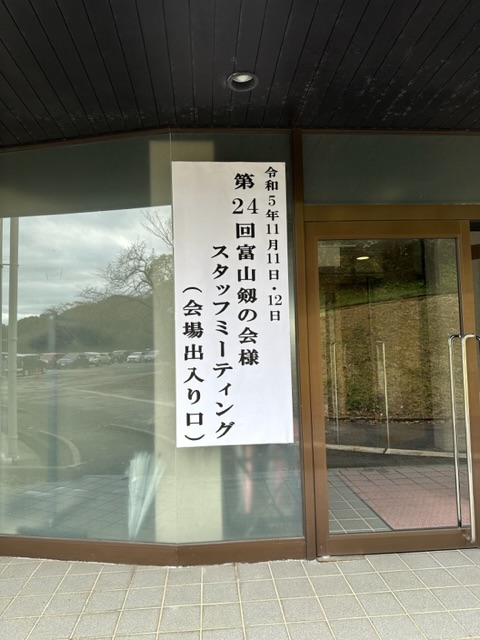 令和5年11月11日・12日
第24回富山剱の会様
スタッフミーティング
（会場出入り口）